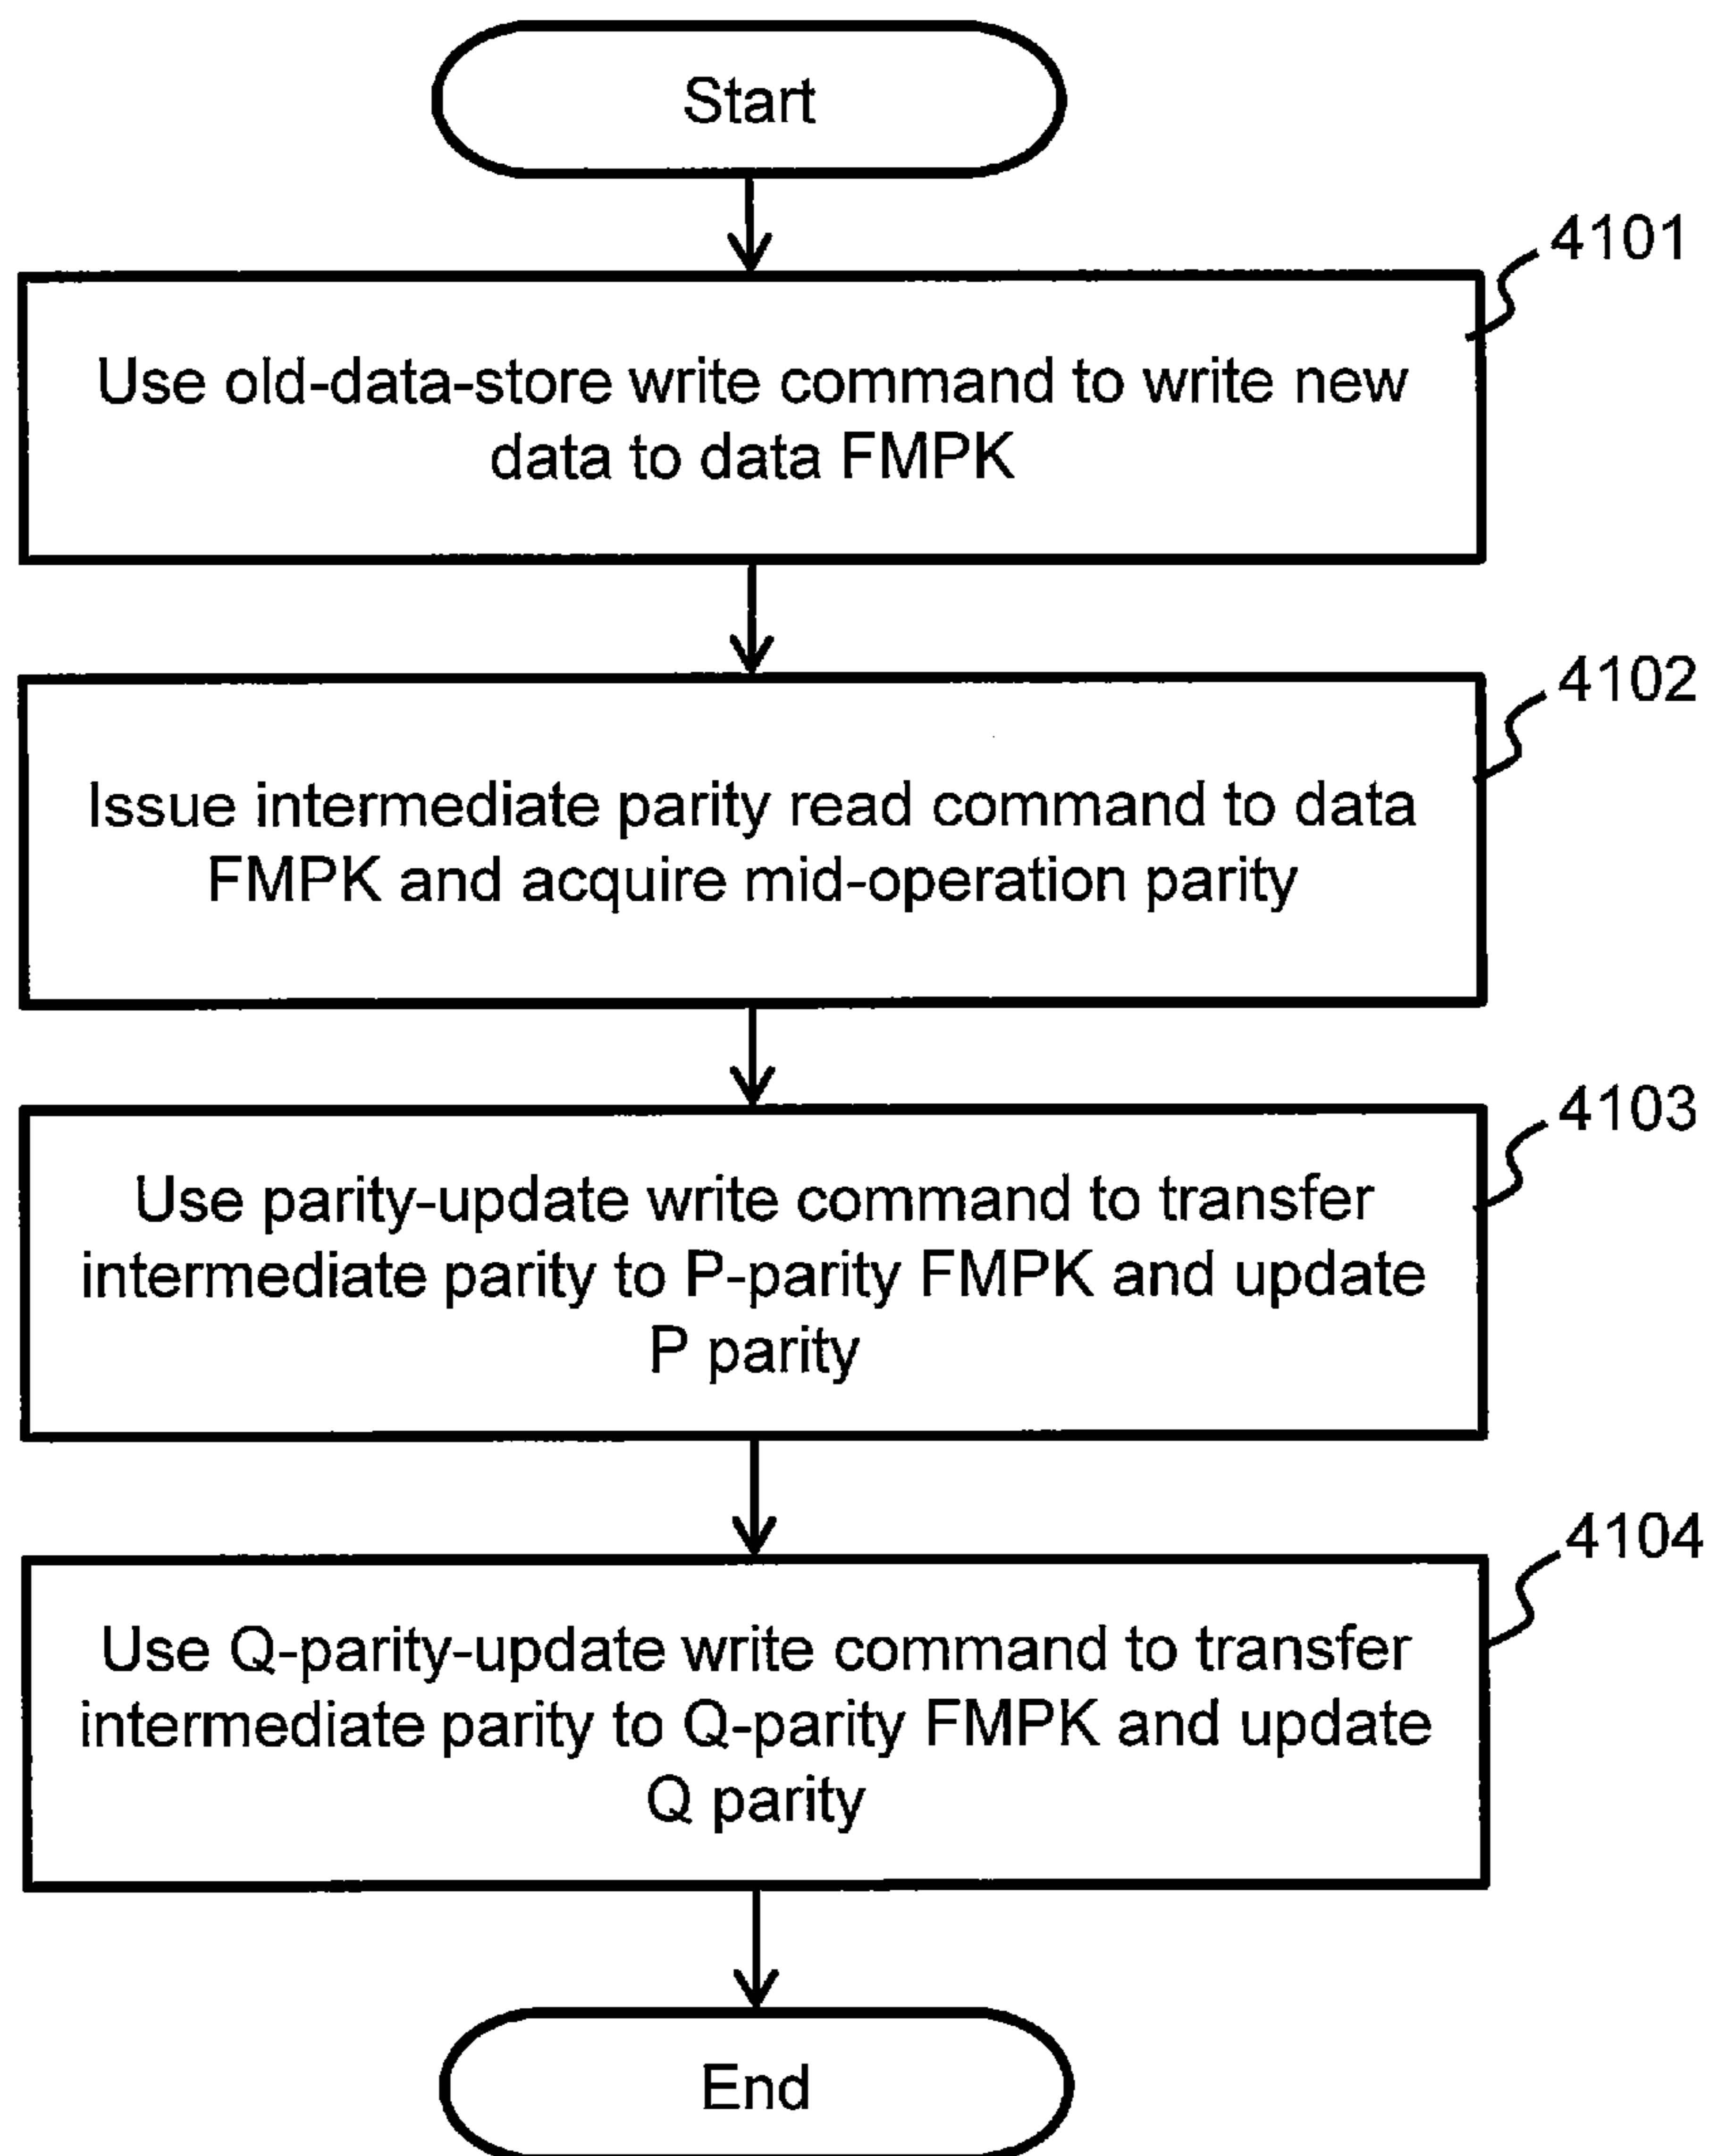 Start
4101
Use old-data-store write command to write new
data to data FMPK
4102
Issue intermediate parity read command to data
FMPK and acquire mid-operation parity
4103
Use parity-update write command to transfer
intermediate parity to P-parity FMPK and update
P parity
4104
Use Q-parity-update write command to transfer
intermediate parity to Q-parity FMPK and update
Q parity
End